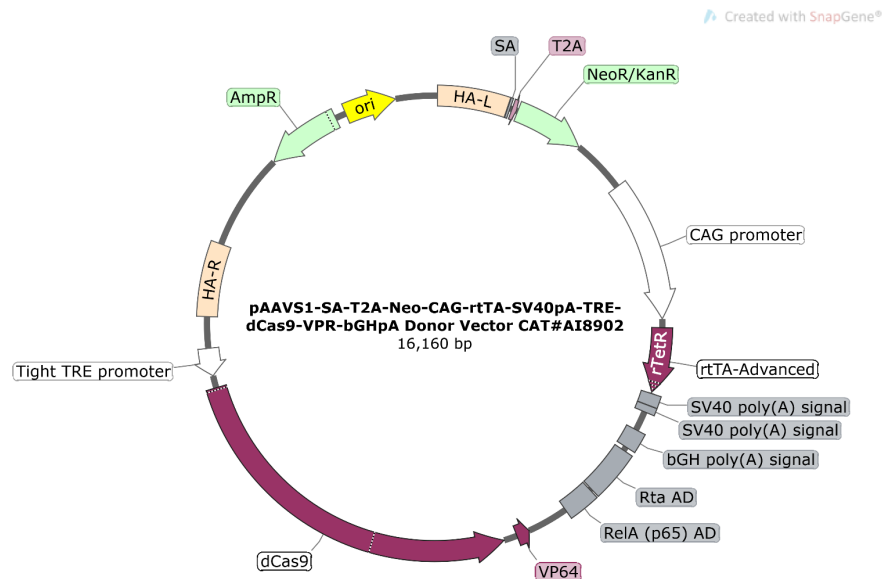 Created with SnapGene®
SA
T2A
NeoR/KanR
AmpR
ori
HA-L
CAG promoter
HA-R
pAAVS1-SA-T2A-Neo-CAG-rtTA-SV40pA-TRE-
dCas9-VPR-bGHpA Donor Vector CAT#AI8902
16,160 bp
rTetR
rtTA-Advanced
Tight TRE promoter
SV40 poly(A) signal
SV40 poly(A) signal
bGH poly(A) signal
Rta AD
RelA (p65) AD
dCas9
VP64